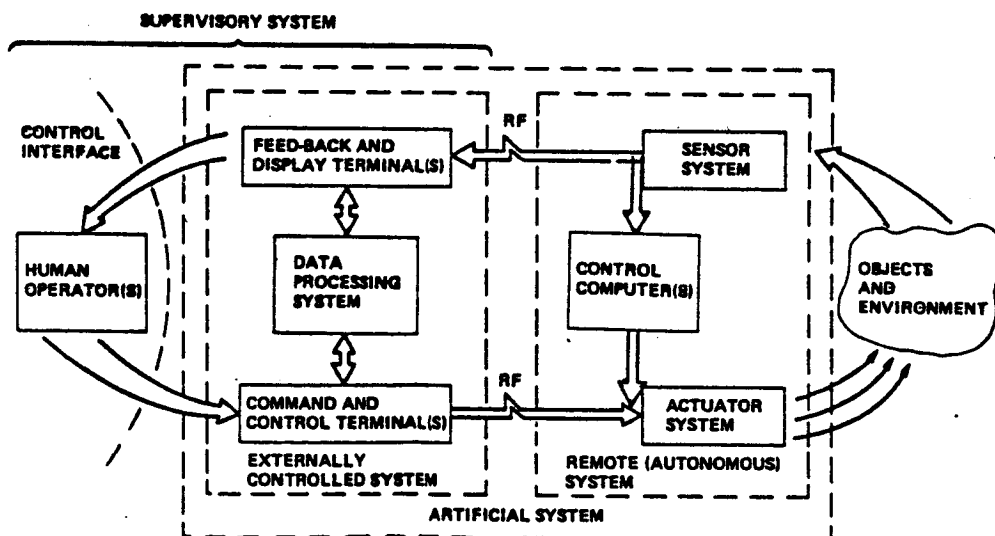 SUPERVISORY SYSTEM
CONTROL
INTERFACE
FEED-BACK AND
DISPLAY TERMINAL(S)
RF
SENSOR
SYSTEM
HUMAN
OPERATOR(S)
DATA
PROCESSING
SYSTEM
CONTROL
COMPUTER(S)
OBJECTS
AND
ENVIRONMENT
COMMAND AND
CONTROL TERMINAL(S)
RF
ACTUATOR
SYSTEM
EXTERNALLY
CONTROLLED SYSTEM
REMOTE (AUTONOMOUS)
SYSTEM
ARTIFICIAL SYSTEM